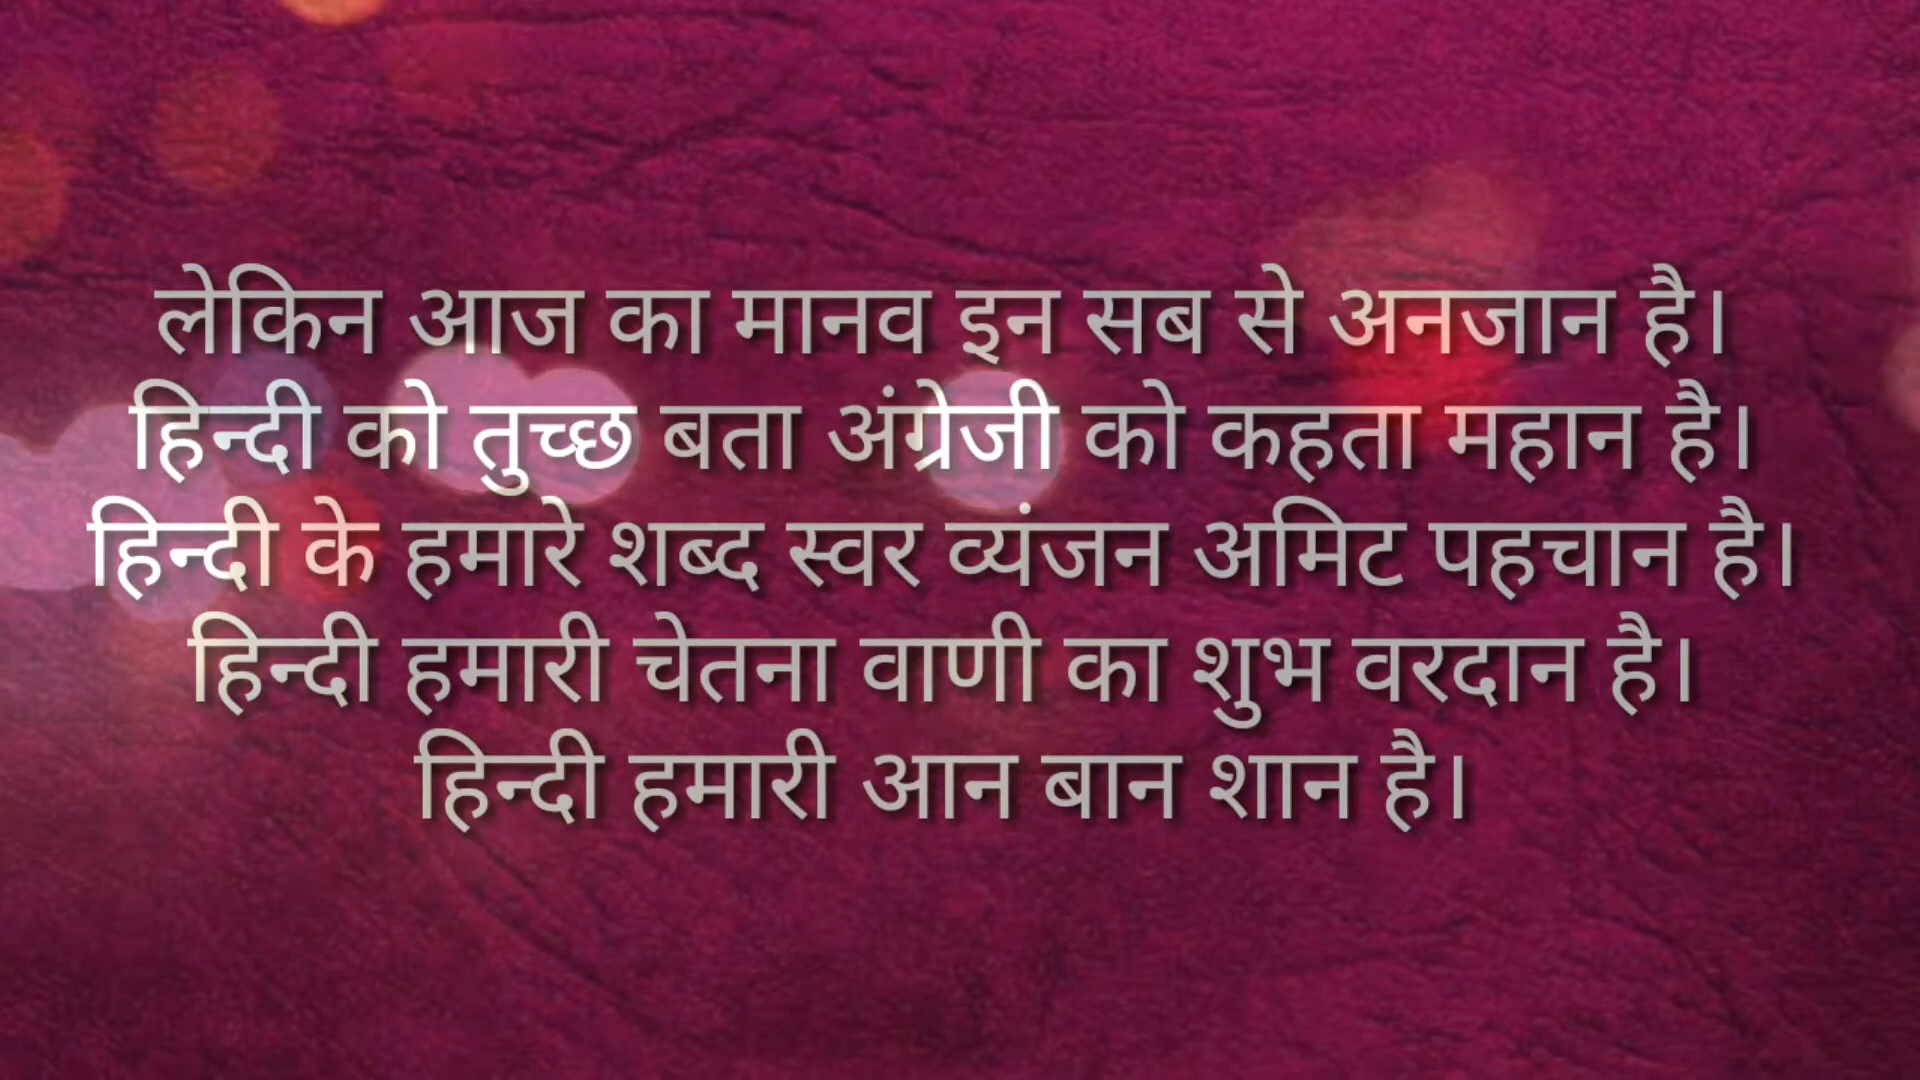 लेकिन आज का मानव इन सब से अनजान है।
हिन्दी को तुच्छ बता अंग्रेजी को कहता महान है।
हिन्दी के हमारे शब्द स्वर व्यंजन अमिट पहचान है।
हिन्दी हमारी चेतना वाणी का शुभ वरदान है।
हिन्दी हमारी आन बान शान है।